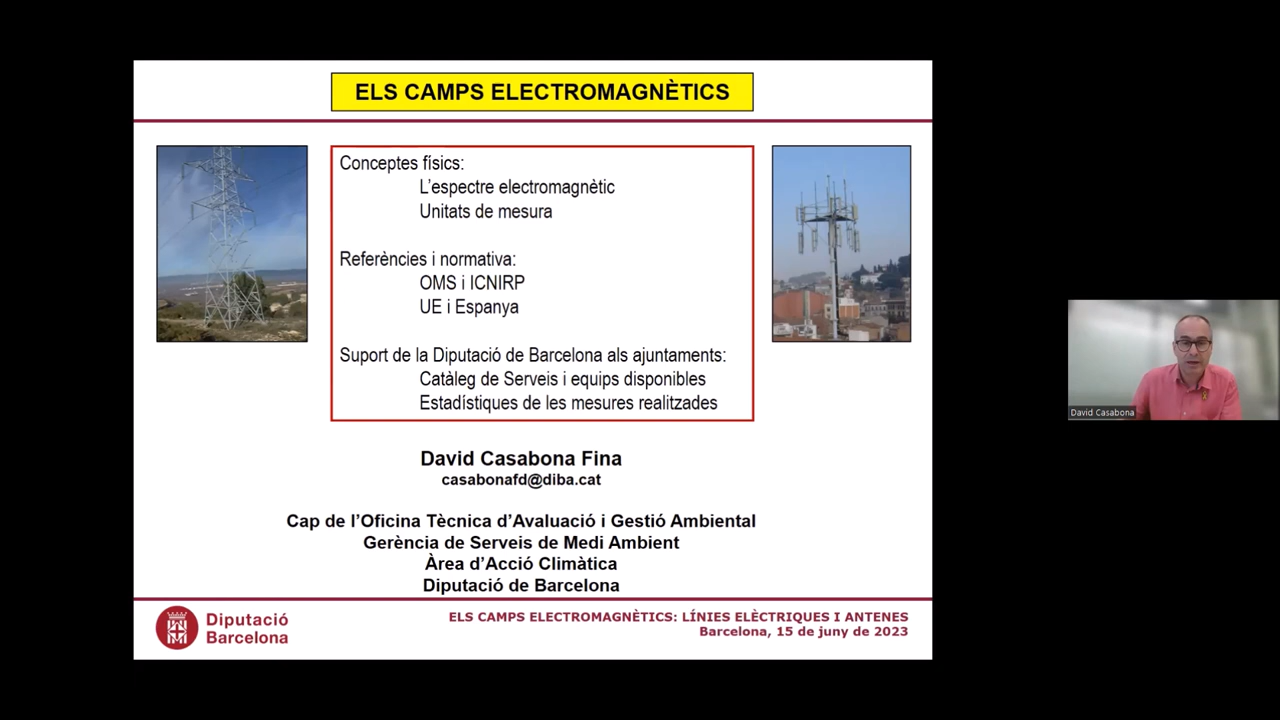 ELS CAMPS ELECTROMAGNÈTICS
Conceptes físics:
L'espectre electromagnètic
Unitats de mesura
Referències i normativa:
OMS i ICNIRP
UE i Espanya
Suport de la Diputació de Barcelona als ajuntaments:
Catàleg de Serveis i equips disponibles
Estadístiques de les mesures realitzades
David Casabona Fina
casabonafd@diba.cat
Cap de l'Oficina Tècnica d'Avaluació i Gestió Ambiental
Gerència de Serveis de Medi Ambient
Àrea d'Acció Climàtica
Diputació de Barcelona
Diputació
Barcelona
ELS CAMPS ELECTROMAGNÈTICS: LÍNIES ELÈCTRIQUES I ANTENES
Barcelona, 15 de juny de 2023
David Casabona